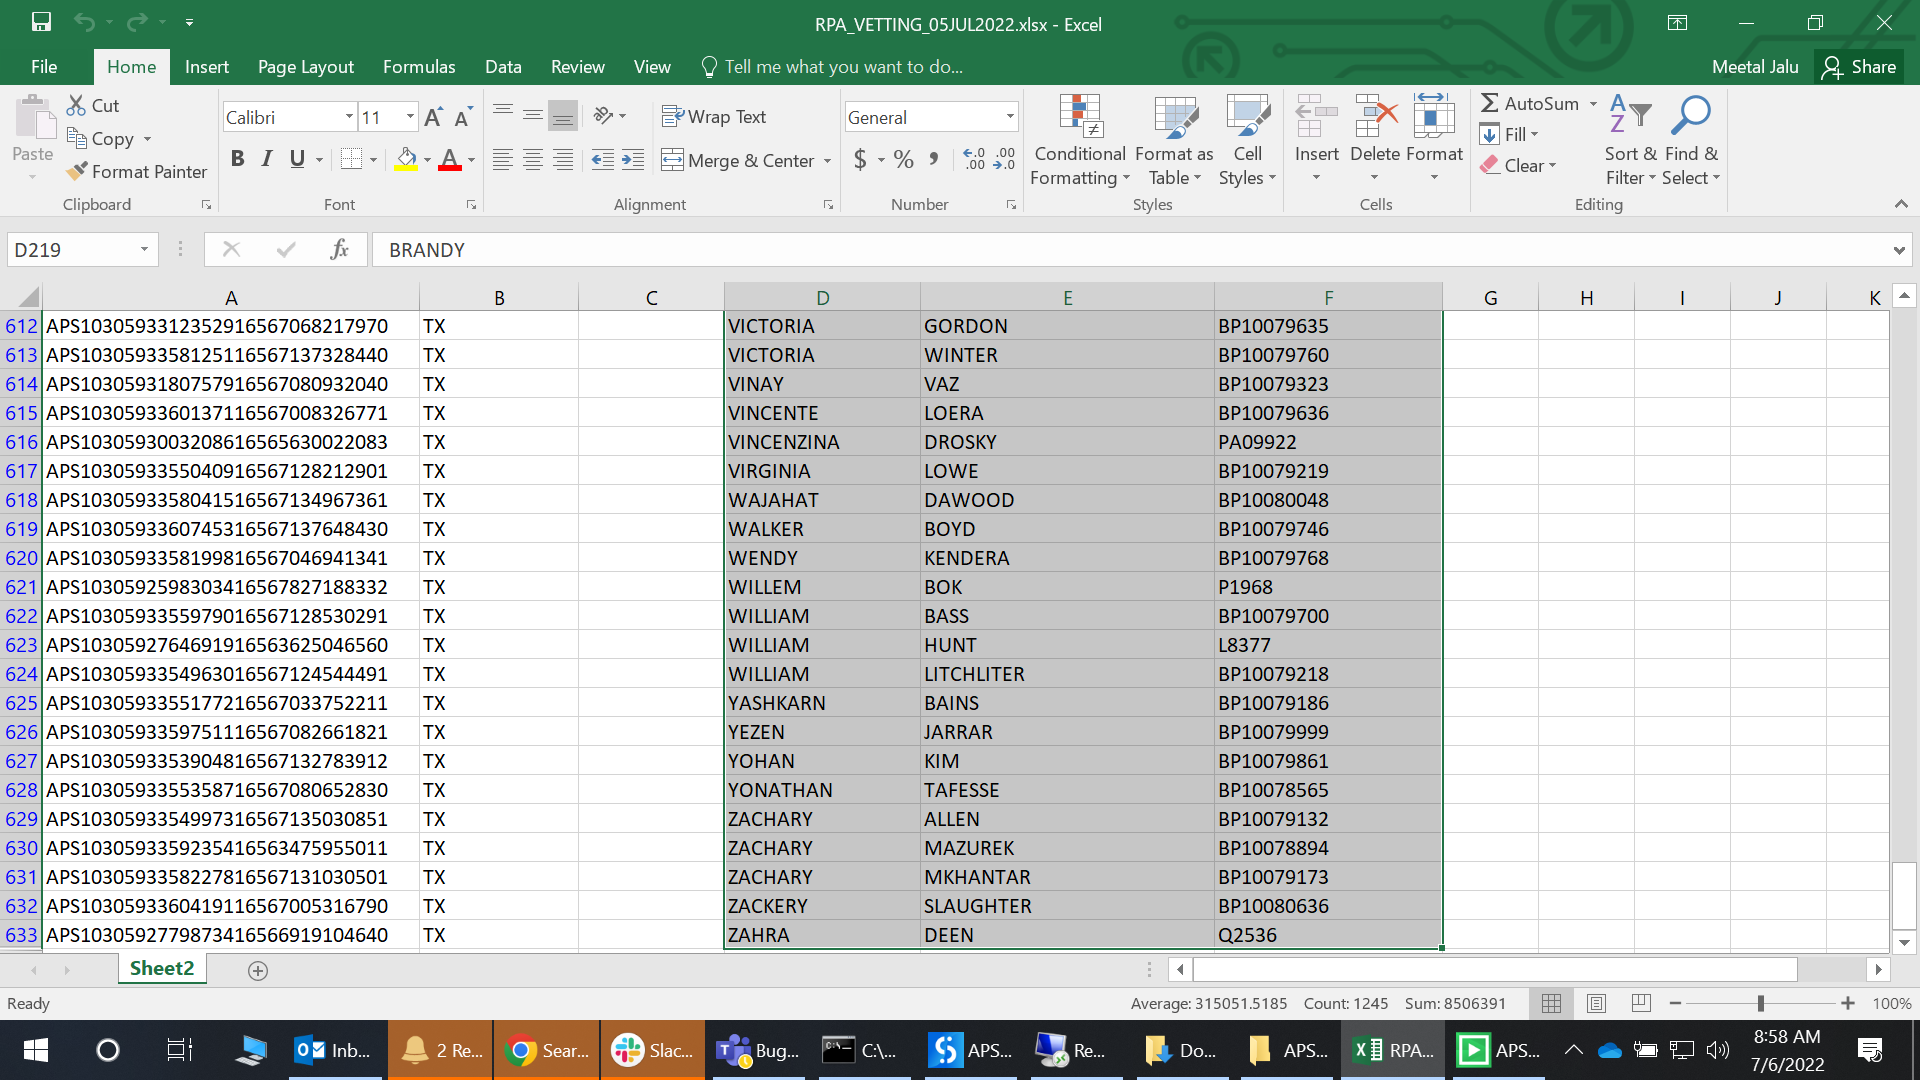 RPA_VETTING_05JUL2022.xlsx - Excel
File Home Insert Page Layout Formulas Data Review View Tell me what you want to do... Meetal Jalu Share
Paste Cut Copy Format Painter Clipboard
Calibri 11 A A B I U A Font
Wrap Text Merge & Center Alignment
General $ % , .0 .00 .00 .0 Number
Conditional Formatting Format as Table Cell Styles Styles
Insert Delete Format Cells
AutoSum Fill Clear Sort & Filter Find & Select Editing
D219 fx BRANDY
A B C D E F G H I J K
612 APS1030593312352916567068217970 TX VICTORIA GORDON BP10079635
613 APS1030593358125116567137328440 TX VICTORIA WINTER BP10079760
614 APS1030593180757916567080932040 TX VINAY VAZ BP10079323
615 APS1030593360137116567008326771 TX VINCENTE LOERA BP10079636
616 APS1030593003208616565630022083 TX VINCENZINA DROSKY PA09922
617 APS1030593355040916567128212901 TX VIRGINIA LOWE BP10079219
618 APS1030593358041516567134967361 TX WAJAHAT DAWOOD BP10080048
619 APS1030593360745316567137648430 TX WALKER BOYD BP10079746
620 APS1030593358199816567046941341 TX WENDY KENDERA BP10079768
621 APS1030592598303416567827188332 TX WILLEM BOK P1968
622 APS1030593355979016567128530291 TX WILLIAM BASS BP10079700
623 APS1030592764691916563625046560 TX WILLIAM HUNT L8377
624 APS1030593354963016567124544491 TX WILLIAM LITCHLITER BP10079218
625 APS1030593355177216567033752211 TX YASHKARN BAINS BP10079186
626 APS1030593359751116567082661821 TX YEZEN JARRAR BP10079999
627 APS1030593353904816567132783912 TX YOHAN KIM BP10079861
628 APS1030593355358716567080652830 TX YONATHAN TAFESSE BP10078565
629 APS1030593354997316567135030851 TX ZACHARY ALLEN BP10079132
630 APS1030593359235416563475955011 TX ZACHARY MAZUREK BP10078894
631 APS1030593358227816567131030501 TX ZACHARY MKHANTAR BP10079173
632 APS1030593360419116567005316790 TX ZACKERY SLAUGHTER BP10080636
633 APS1030592779873416566919104640 TX ZAHRA DEEN Q2536
Sheet2
Ready Average: 315051.5185 Count: 1245 Sum: 8506391 100%
Inb... 2 Re... Sear... Slac... Bug... C:\... APS... Re... Do... APS... RPA... APS... 8:58 AM
7/6/2022